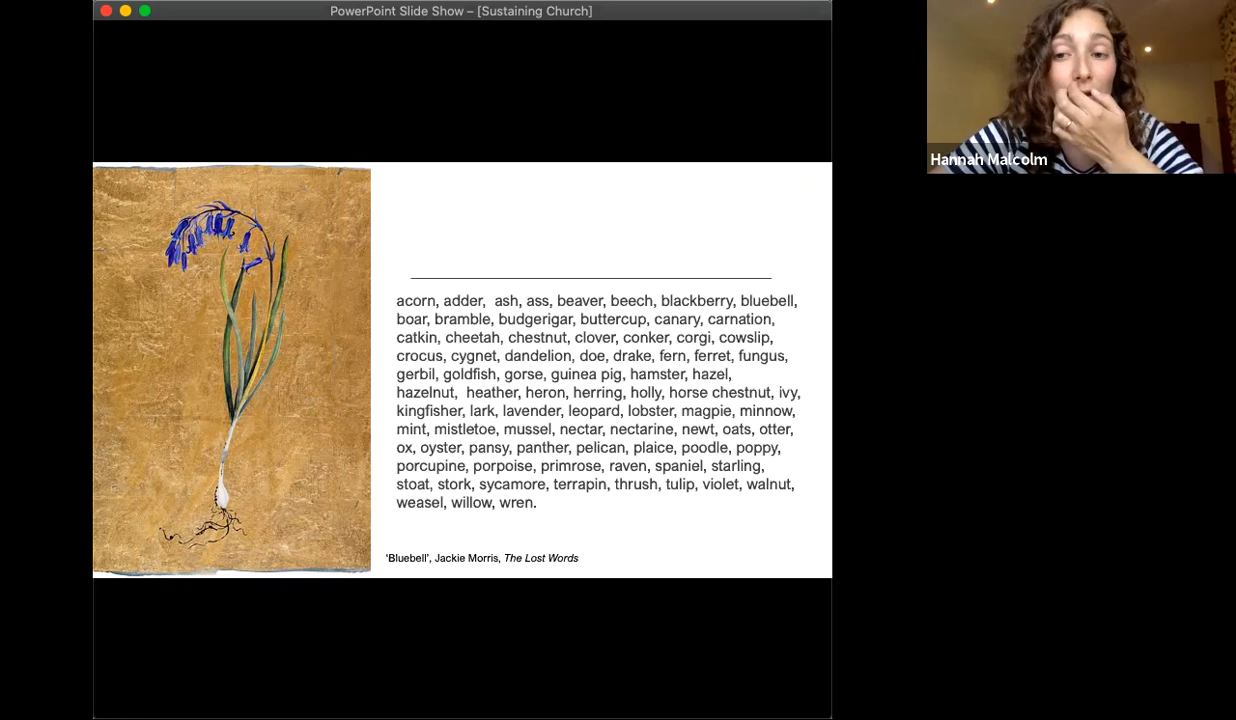 PowerPoint Slide Show – [Sustaining Church]
Hannah Malcolm
acorn, adder,  ash, ass, beaver, beech, blackberry, bluebell,
boar, bramble, budgerigar, buttercup, canary, carnation,
catkin, cheetah, chestnut, clover, conker, corgi, cowslip,
crocus, cygnet, dandelion, doe, drake, fern, ferret, fungus,
gerbil, goldfish, gorse, guinea pig, hamster, hazel,
hazelnut,  heather, heron, herring, holly, horse chestnut, ivy,
kingfisher, lark, lavender, leopard, lobster, magpie, minnow,
mint, mistletoe, mussel, nectar, nectarine, newt, oats, otter,
ox, oyster, pansy, panther, pelican, plaice, poodle, poppy,
porcupine, porpoise, primrose, raven, spaniel, starling,
stoat, stork, sycamore, terrapin, thrush, tulip, violet, walnut,
weasel, willow, wren.
‘Bluebell’, Jackie Morris, The Lost Words